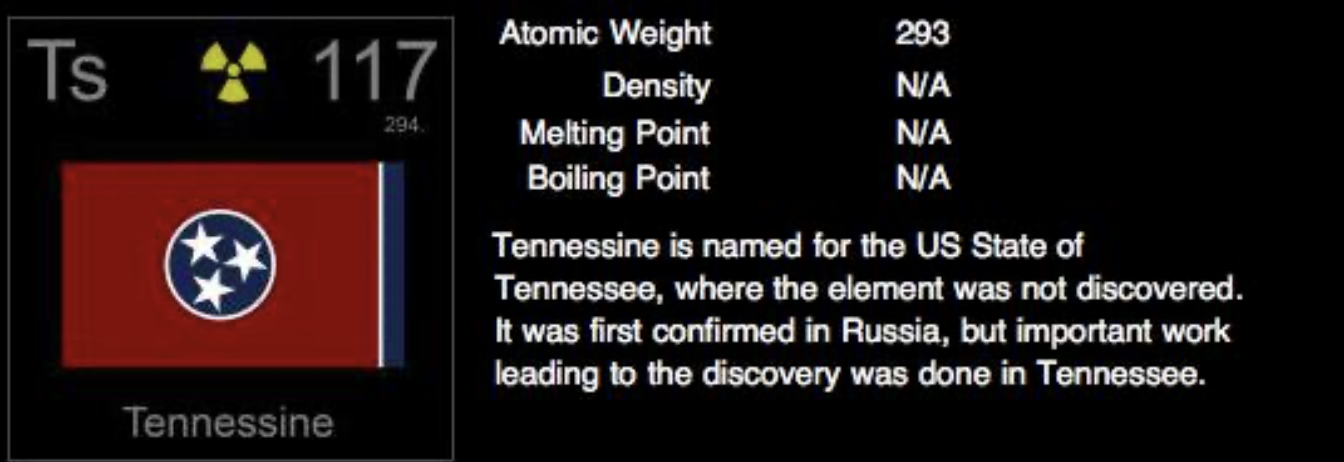 Ts 117
294.
Tennessine
Atomic Weight 293
Density N/A
Melting Point N/A
Boiling Point N/A
Tennessine is named for the US State of
Tennessee, where the element was not discovered.
It was first confirmed in Russia, but important work
leading to the discovery was done in Tennessee.